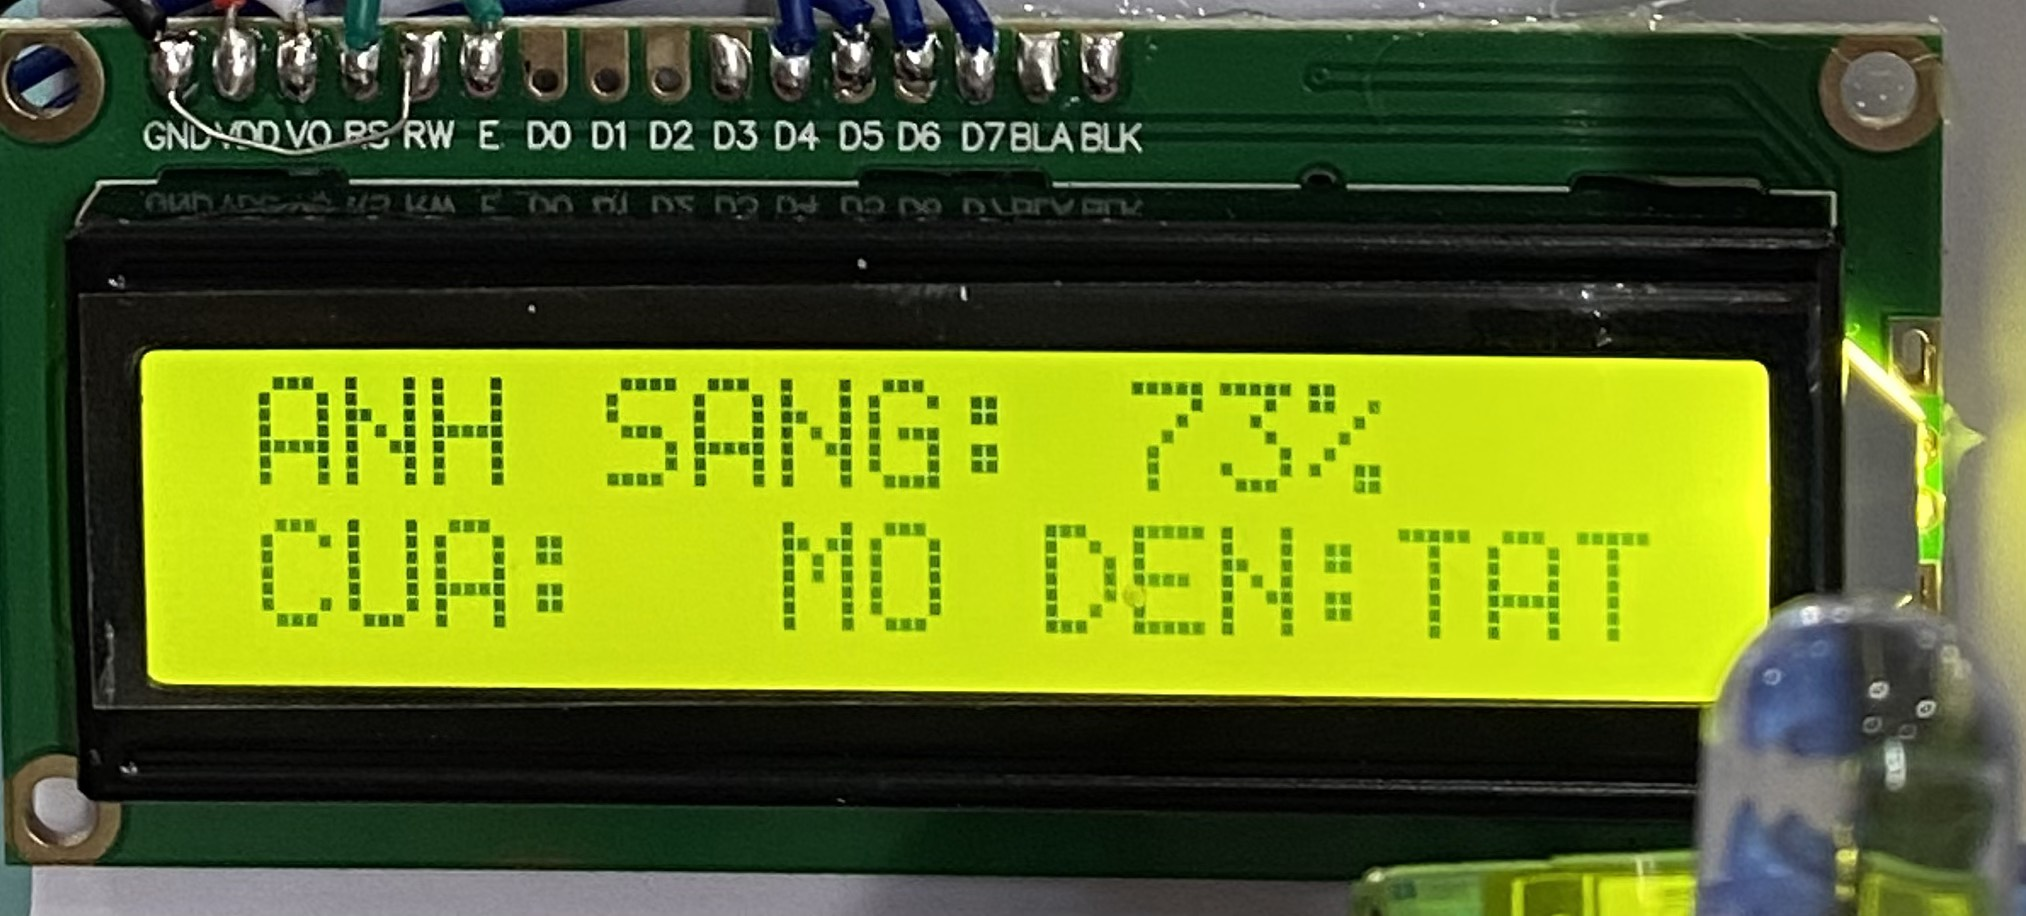 GND VDD VO RS RW E D0 D1 D2 D3 D4 D5 D6 D7 BLA BLK
ANH SANG: 73%
CUA: MO DEN:TAT